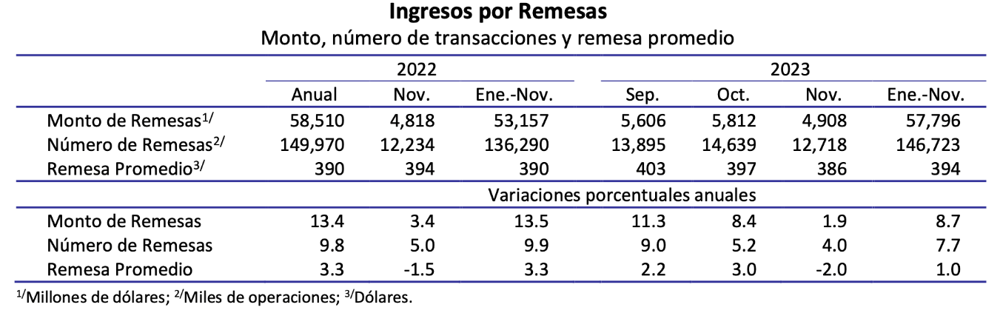 Ingresos por Remesas
Monto, número de transacciones y remesa promedio
2022 2023
Anual Nov. Ene.-Nov. Sep. Oct. Nov. Ene.-Nov.
Monto de Remesas1/ 58,510 4,818 53,157 5,606 5,812 4,908 57,796
Número de Remesas2/ 149,970 12,234 136,290 13,895 14,639 12,718 146,723
Remesa Promedio3/ 390 394 390 403 397 386 394
Variaciones porcentuales anuales
Monto de Remesas 13.4 3.4 13.5 11.3 8.4 1.9 8.7
Número de Remesas 9.8 5.0 9.9 9.0 5.2 4.0 7.7
Remesa Promedio 3.3 -1.5 3.3 2.2 3.0 -2.0 1.0
1/Millones de dólares; 2/Miles de operaciones; 3/Dólares.